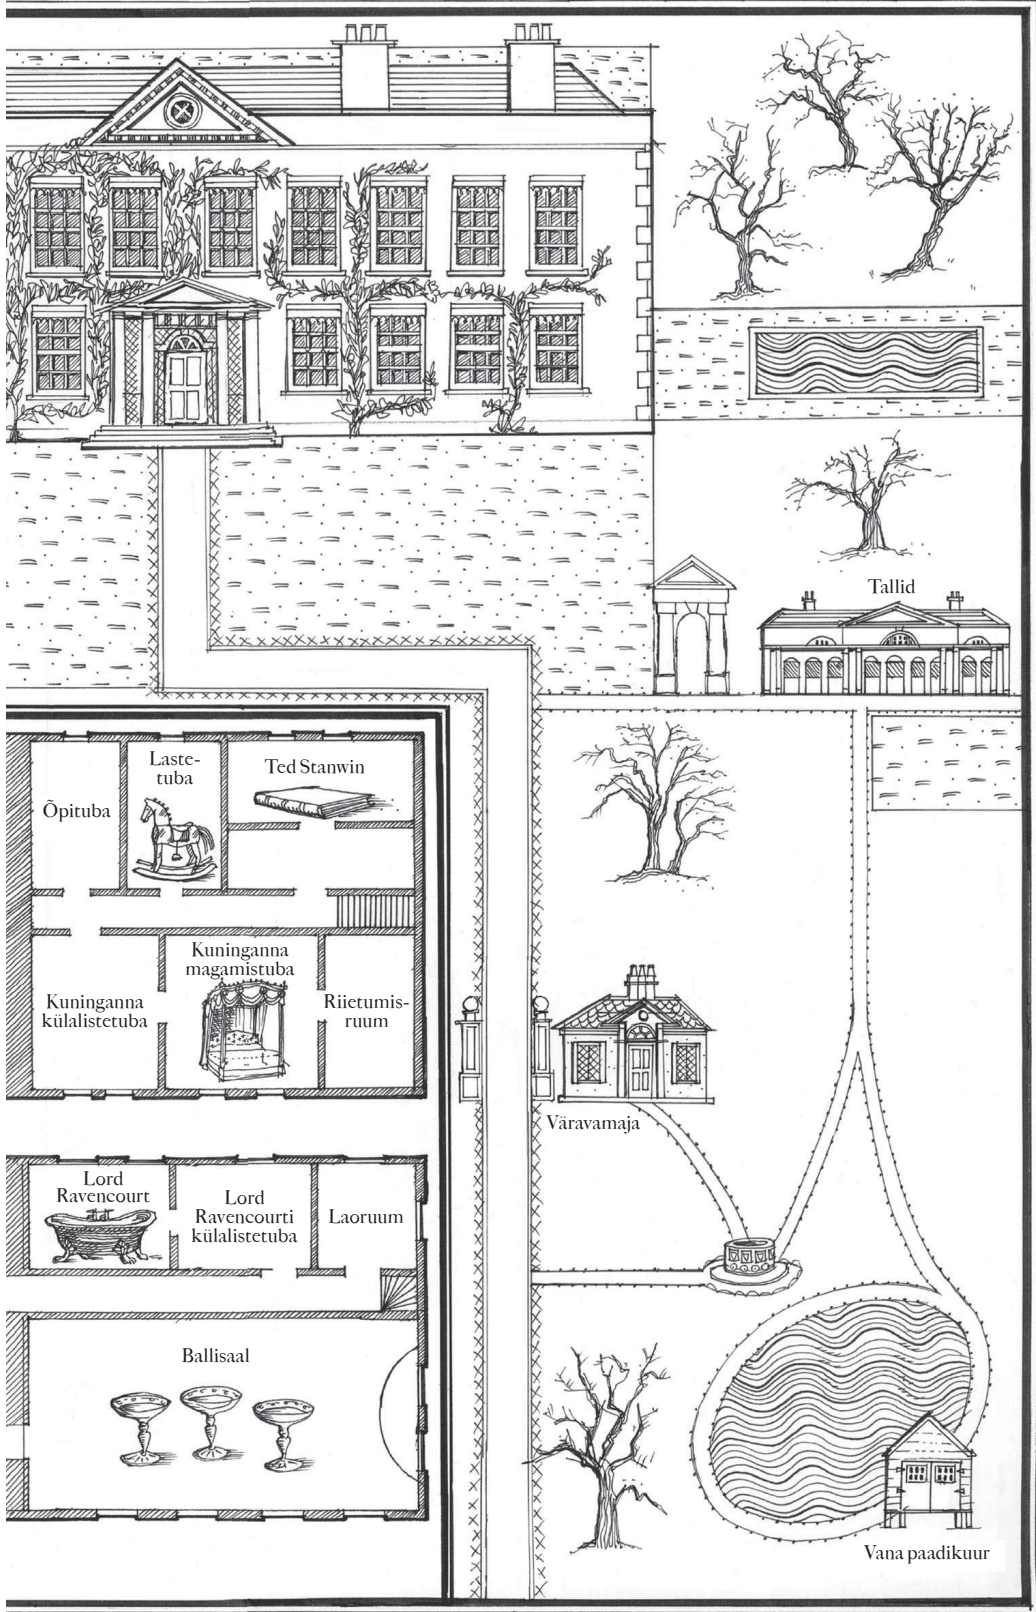 Tallid
Laste-
tuba
Ted Stanwin
Õpituba
Kuninganna
magamistuba
Kuninganna
külalistetuba
Riietumis-
ruum
Väravamaja
Lord
Ravencourt
Lord
Ravencourti
külalistetuba
Laoruum
Ballisaal
Vana paadikuur